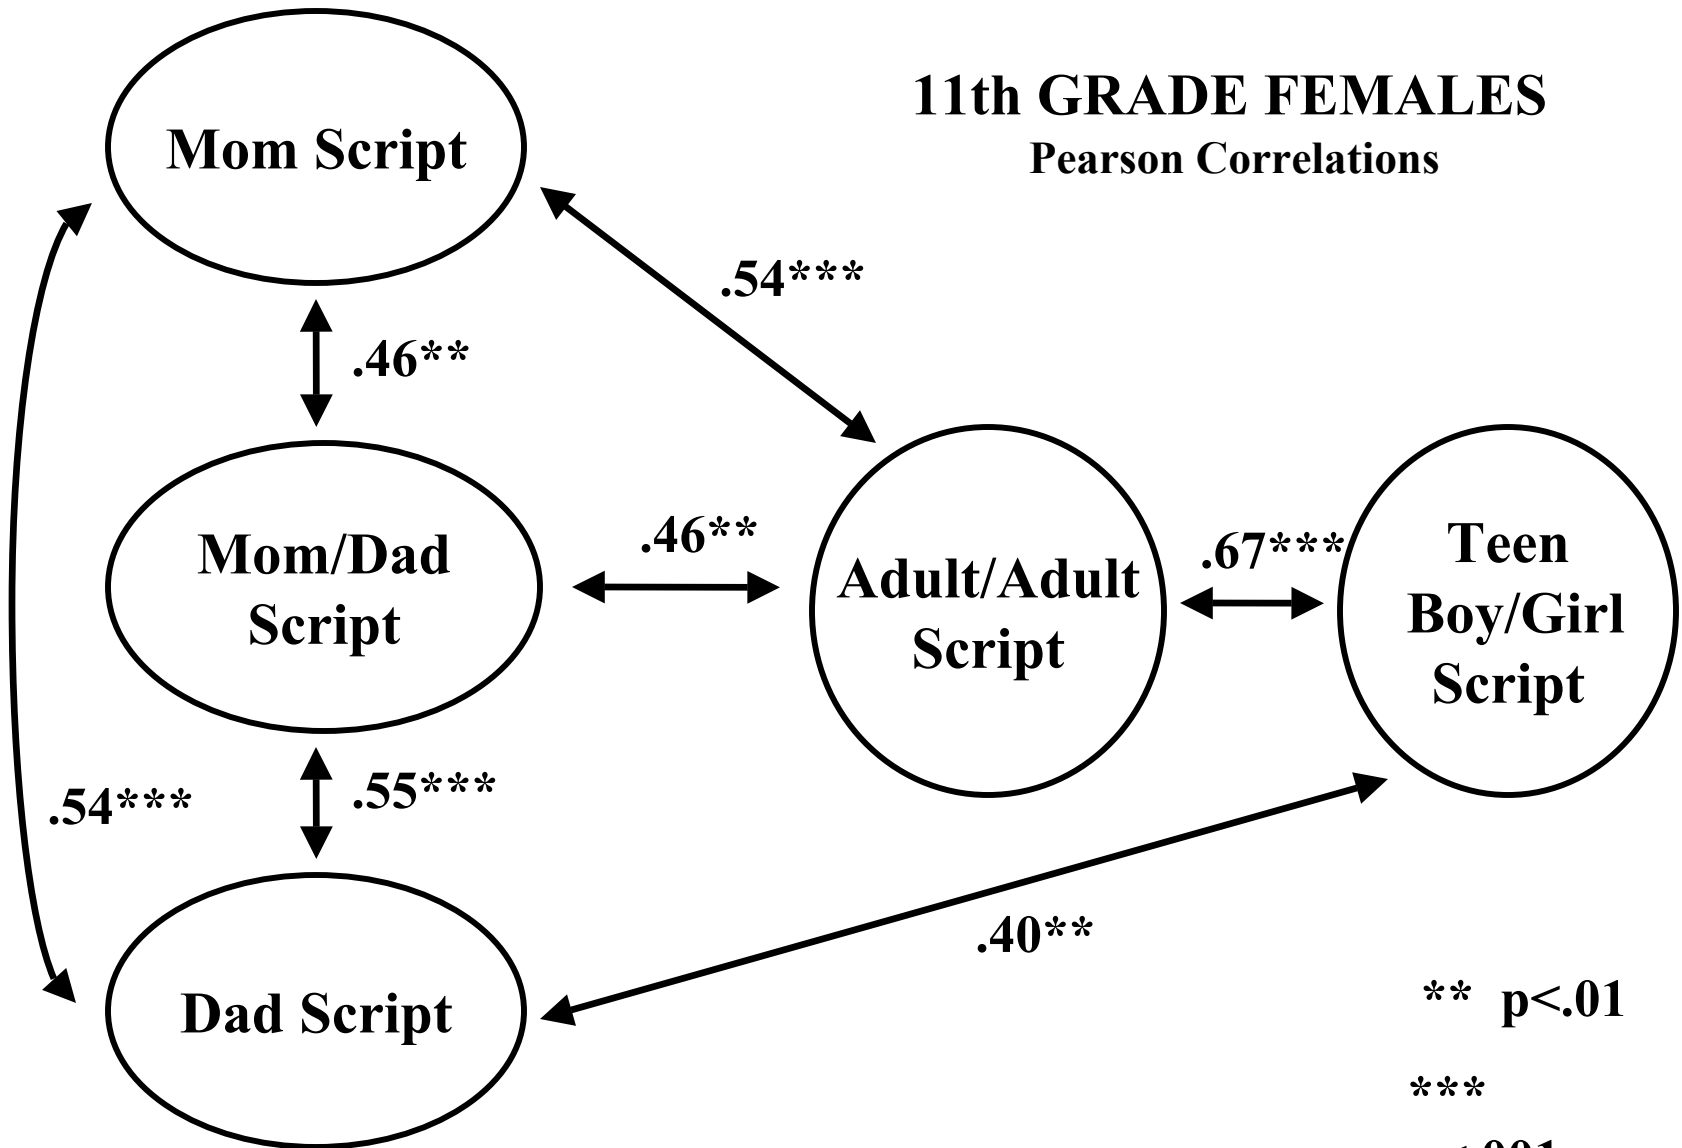 11th GRADE FEMALES
Pearson Correlations
Mom Script
.54***
.46**
Mom/Dad
Script
.46**
Adult/Adult
Script
.67***
Teen
Boy/Girl
Script
.54***
.55***
.40**
Dad Script
** p<.01
***